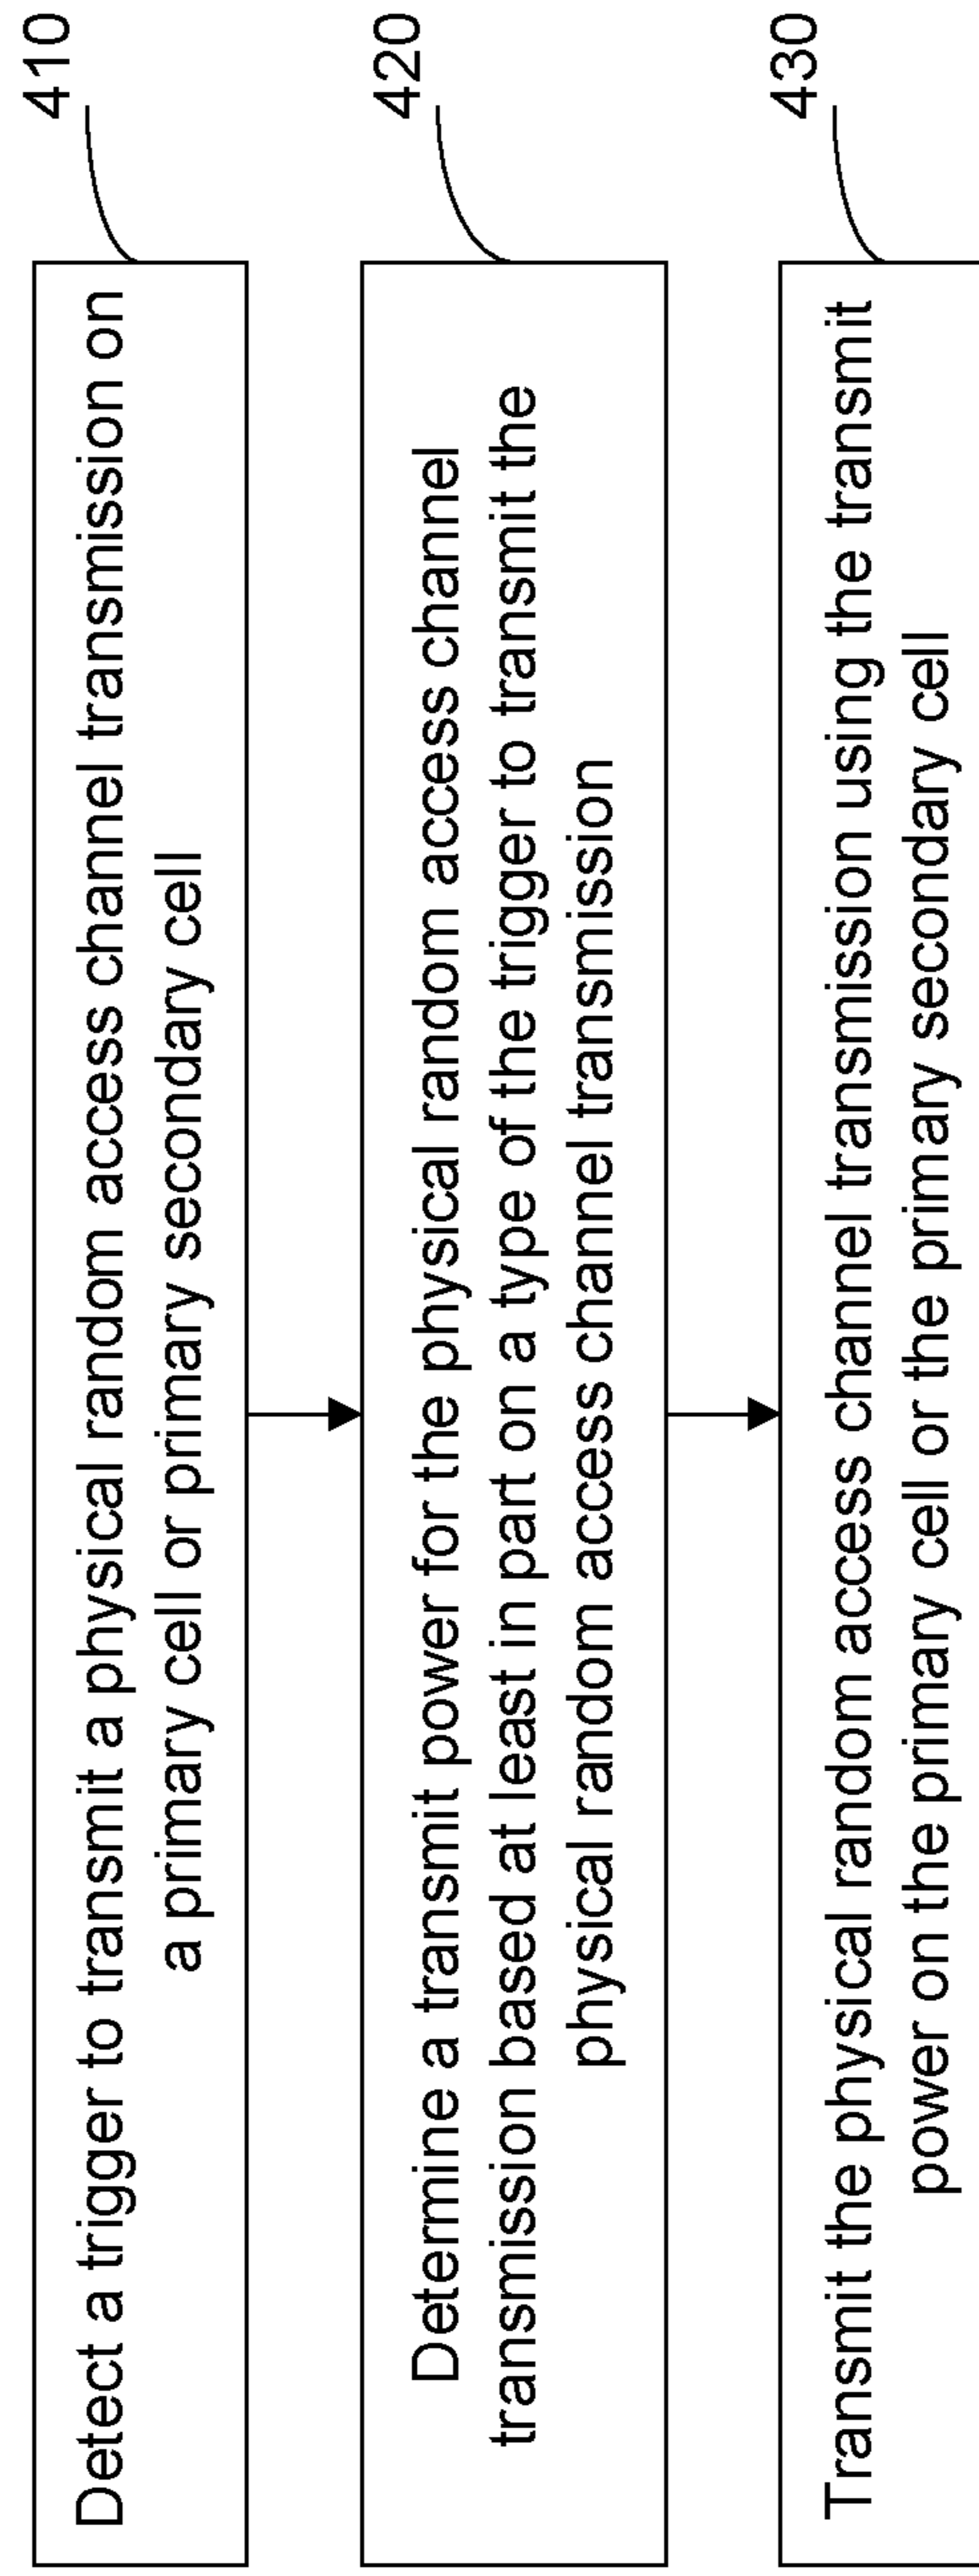 410
Detect a trigger to transmit a physical random access channel transmission on
a primary cell or primary secondary cell
420
Determine a transmit power for the physical random access channel
transmission based at least in part on a type of the trigger to transmit the
physical random access channel transmission
430
Transmit the physical random access channel transmission using the transmit
power on the primary cell or the primary secondary cell